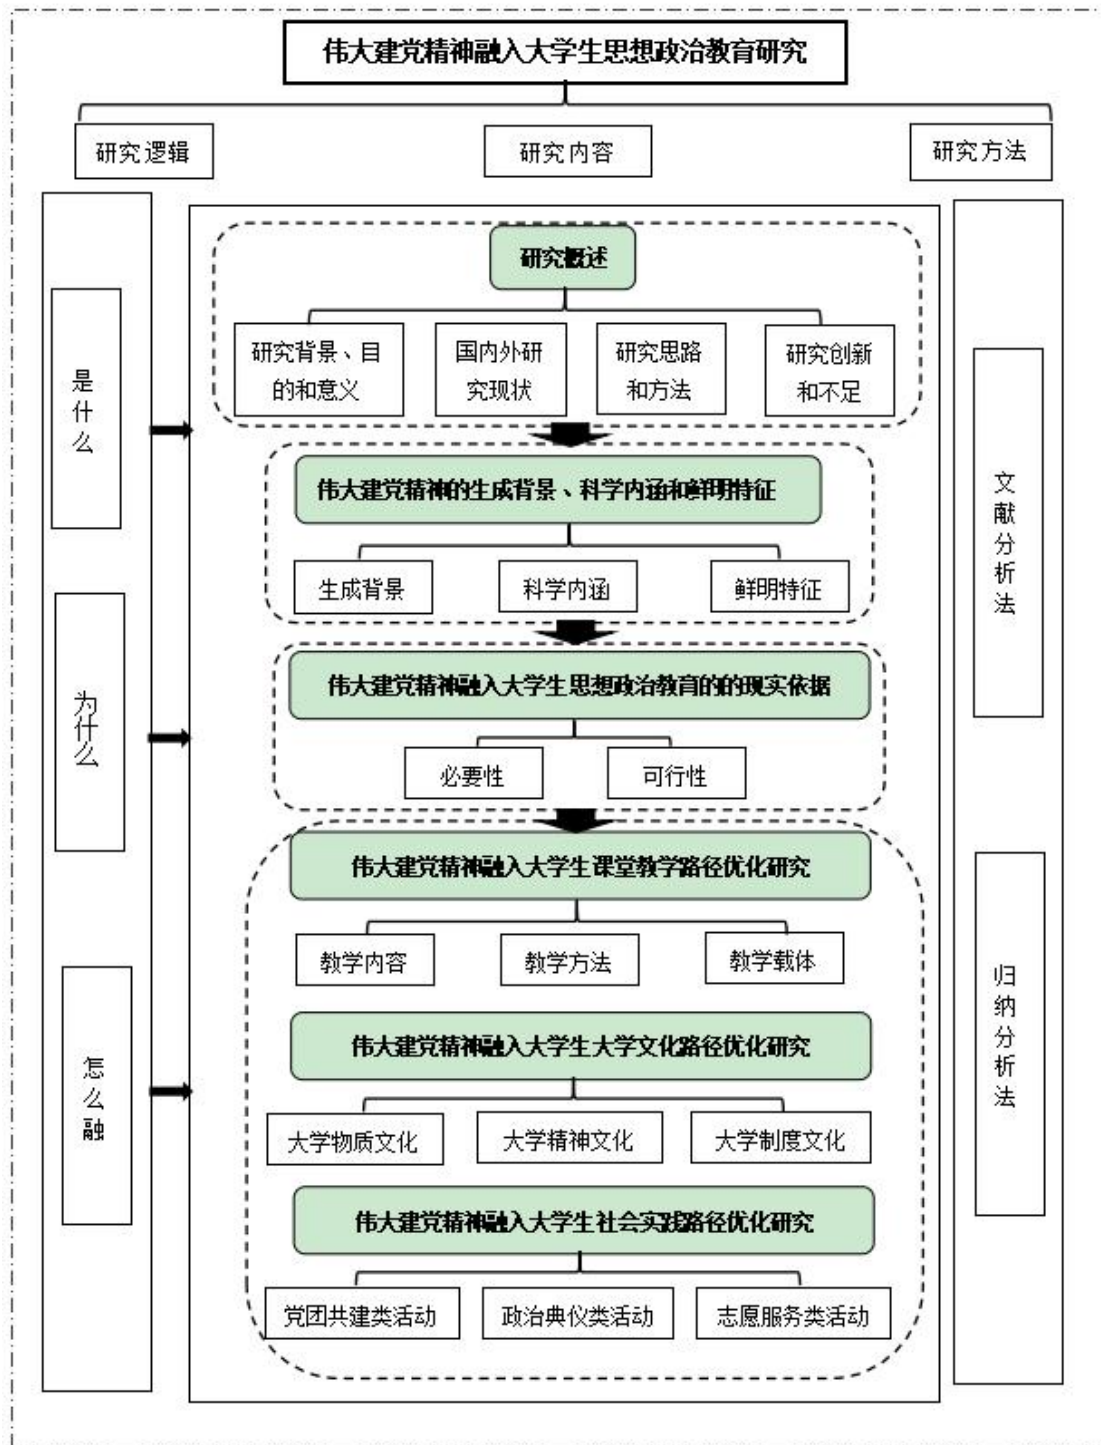 伟大建党精神融入大学生思想政治教育研究
研究逻辑
研究内容
研究方法
是什么
为什么
怎么融
研究概述
研究背景、目
的和意义
国内外研
究现状
研究思路
和方法
研究创新
和不足
伟大建党精神的生成背景、科学内涵和鲜明特征
生成背景
科学内涵
鲜明特征
伟大建党精神融入大学生思想政治教育的的现实依据
必要性
可行性
伟大建党精神融入大学生课堂教学路径优化研究
教学内容
教学方法
教学载体
伟大建党精神融入大学生大学文化路径优化研究
大学物质文化
大学精神文化
大学制度文化
伟大建党精神融入大学生社会实践路径优化研究
党团共建类活动
政治典仪类活动
志愿服务类活动
文献分析法
归纳分析法